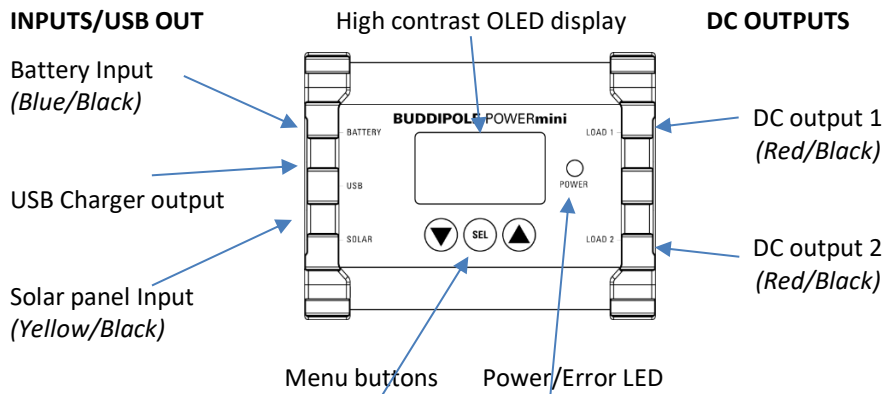 INPUTS/USB OUT
High contrast OLED display
DC OUTPUTS
Battery Input
(Blue/Black)
USB Charger output
Solar panel Input
(Yellow/Black)
BUDDIPOLE POWERmini
BATTERY
USB
SOLAR
LOAD 1
POWER
LOAD 2
SEL
DC output 1
(Red/Black)
DC output 2
(Red/Black)
Menu buttons
Power/Error LED